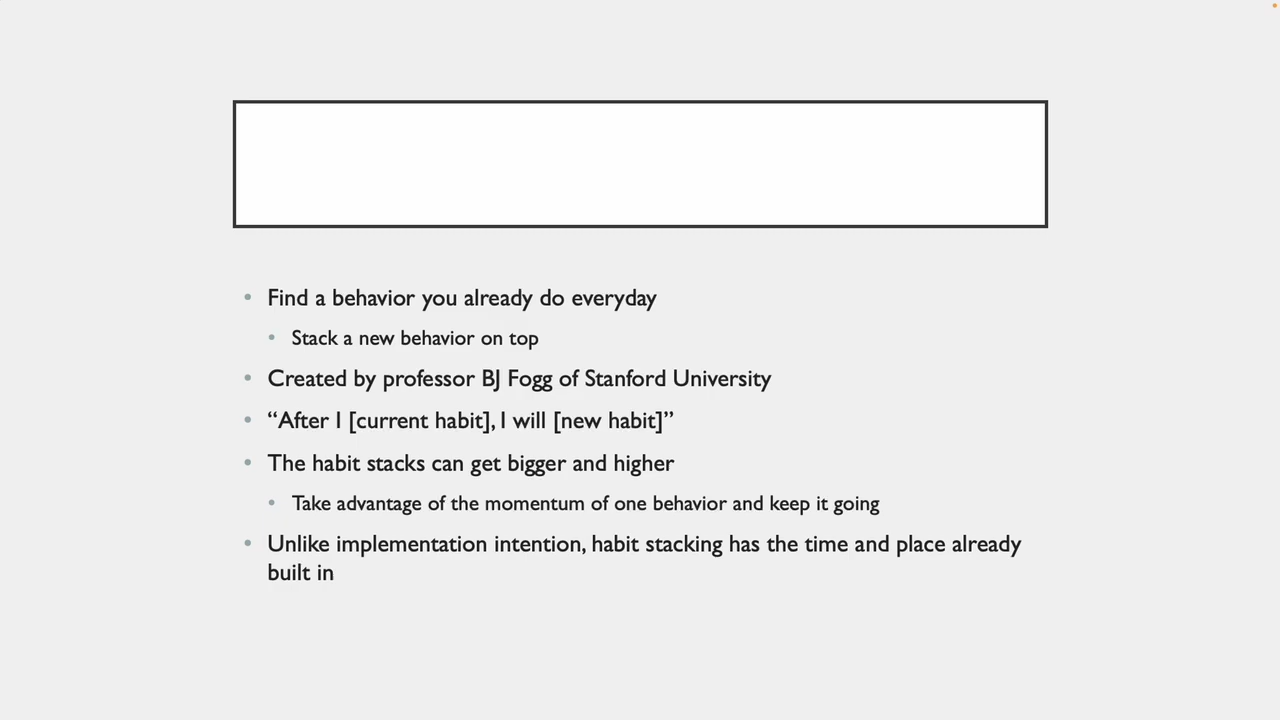 • Find a behavior you already do everyday
• Stack a new behavior on top
• Created by professor BJ Fogg of Stanford University
• “After I [current habit], I will [new habit]”
• The habit stacks can get bigger and higher
• Take advantage of the momentum of one behavior and keep it going
• Unlike implementation intention, habit stacking has the time and place already
built in